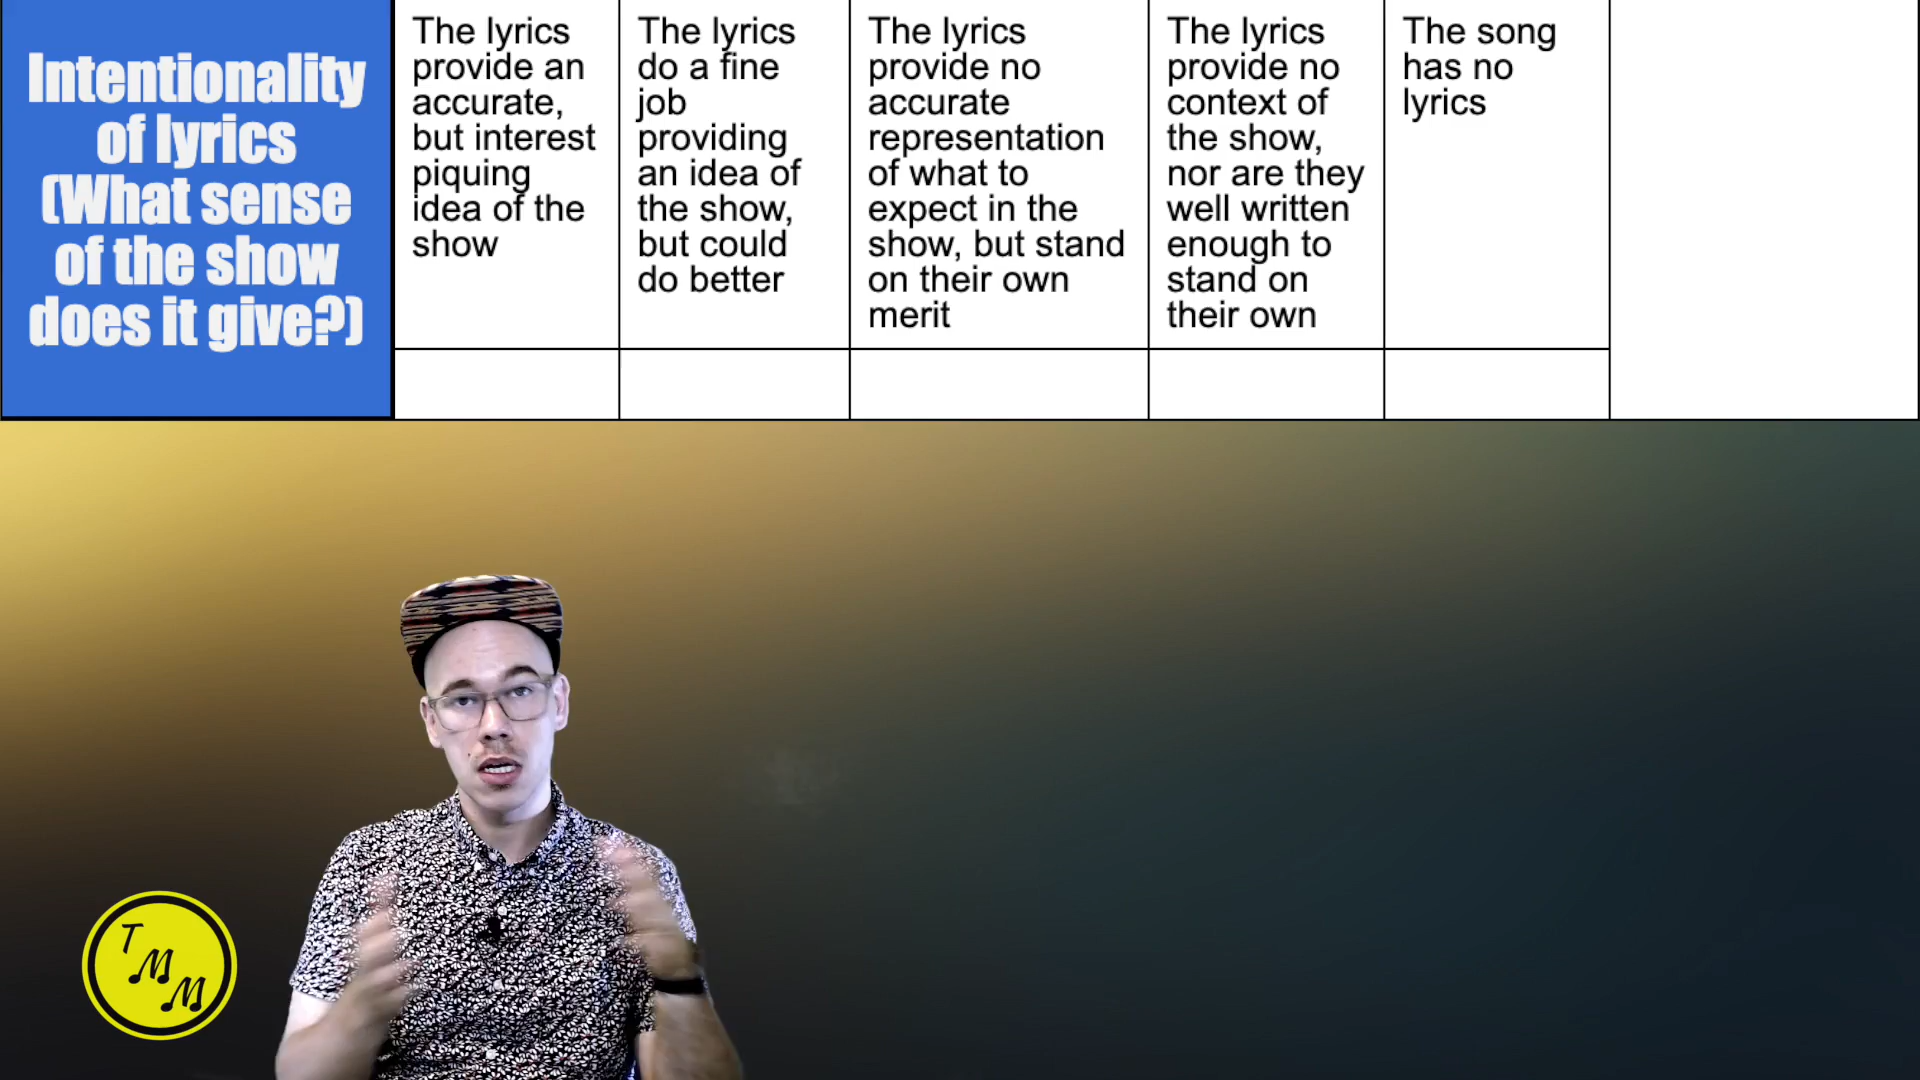 Intentionality
of lyrics
(What sense
of the show
does it give?)
The lyrics
provide an
accurate,
but interest
piquing
idea of the
show
The lyrics
do a fine
job
providing
an idea of
the show,
but could
do better
The lyrics
provide no
accurate
representation
of what to
expect in the
show, but stand
on their own
merit
The lyrics
provide no
context of
the show,
nor are they
well written
enough to
stand on
their own
The song
has no
lyrics
T
M
M